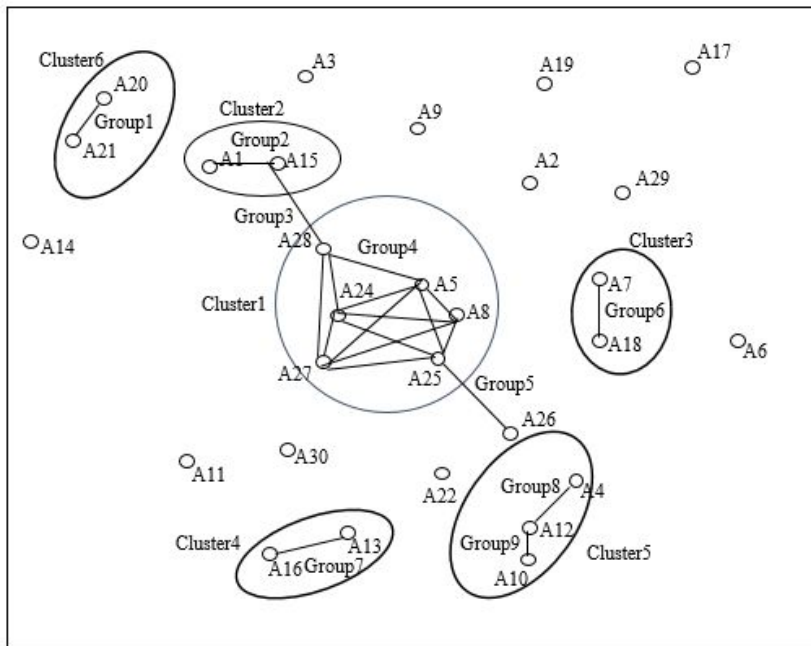 A17
A3
Cluster6
A19
A20
Cluster2
A9
Group1
Group2
A21
A1
A15
A2
A29
Group3
Cluster3
A28
Group4
A14
A5
A7
Cluster1
A24
A8
Group6
A18
A6
A27
A25
Group5
A26
A30
A11
A22
Group8
A4
A12
Cluster4
A13
Group9
Cluster5
A16
Group7
A10